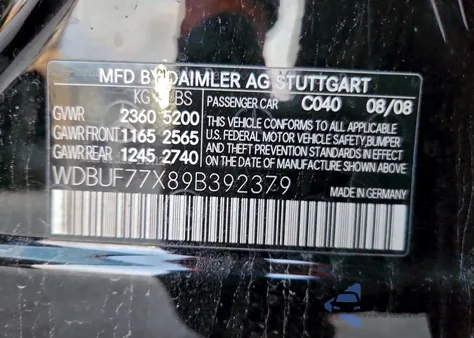 MFD BY DAIMLER AG STUTTGART
KG LBS PASSENGER CAR C040 08/08
GVWR 2360 5200
GAWR FRONT 1165 2565
GAWR REAR 1245 2740
THIS VEHICLE CONFORMS TO ALL APPLICABLE
U.S. FEDERAL MOTOR VEHICLE SAFETY, BUMPER
AND THEFT PREVENTION STANDARDS IN EFFECT
ON THE DATE OF MANUFACTURE SHOWN ABOVE.
WDBUF77X89B392379
MADE IN GERMANY